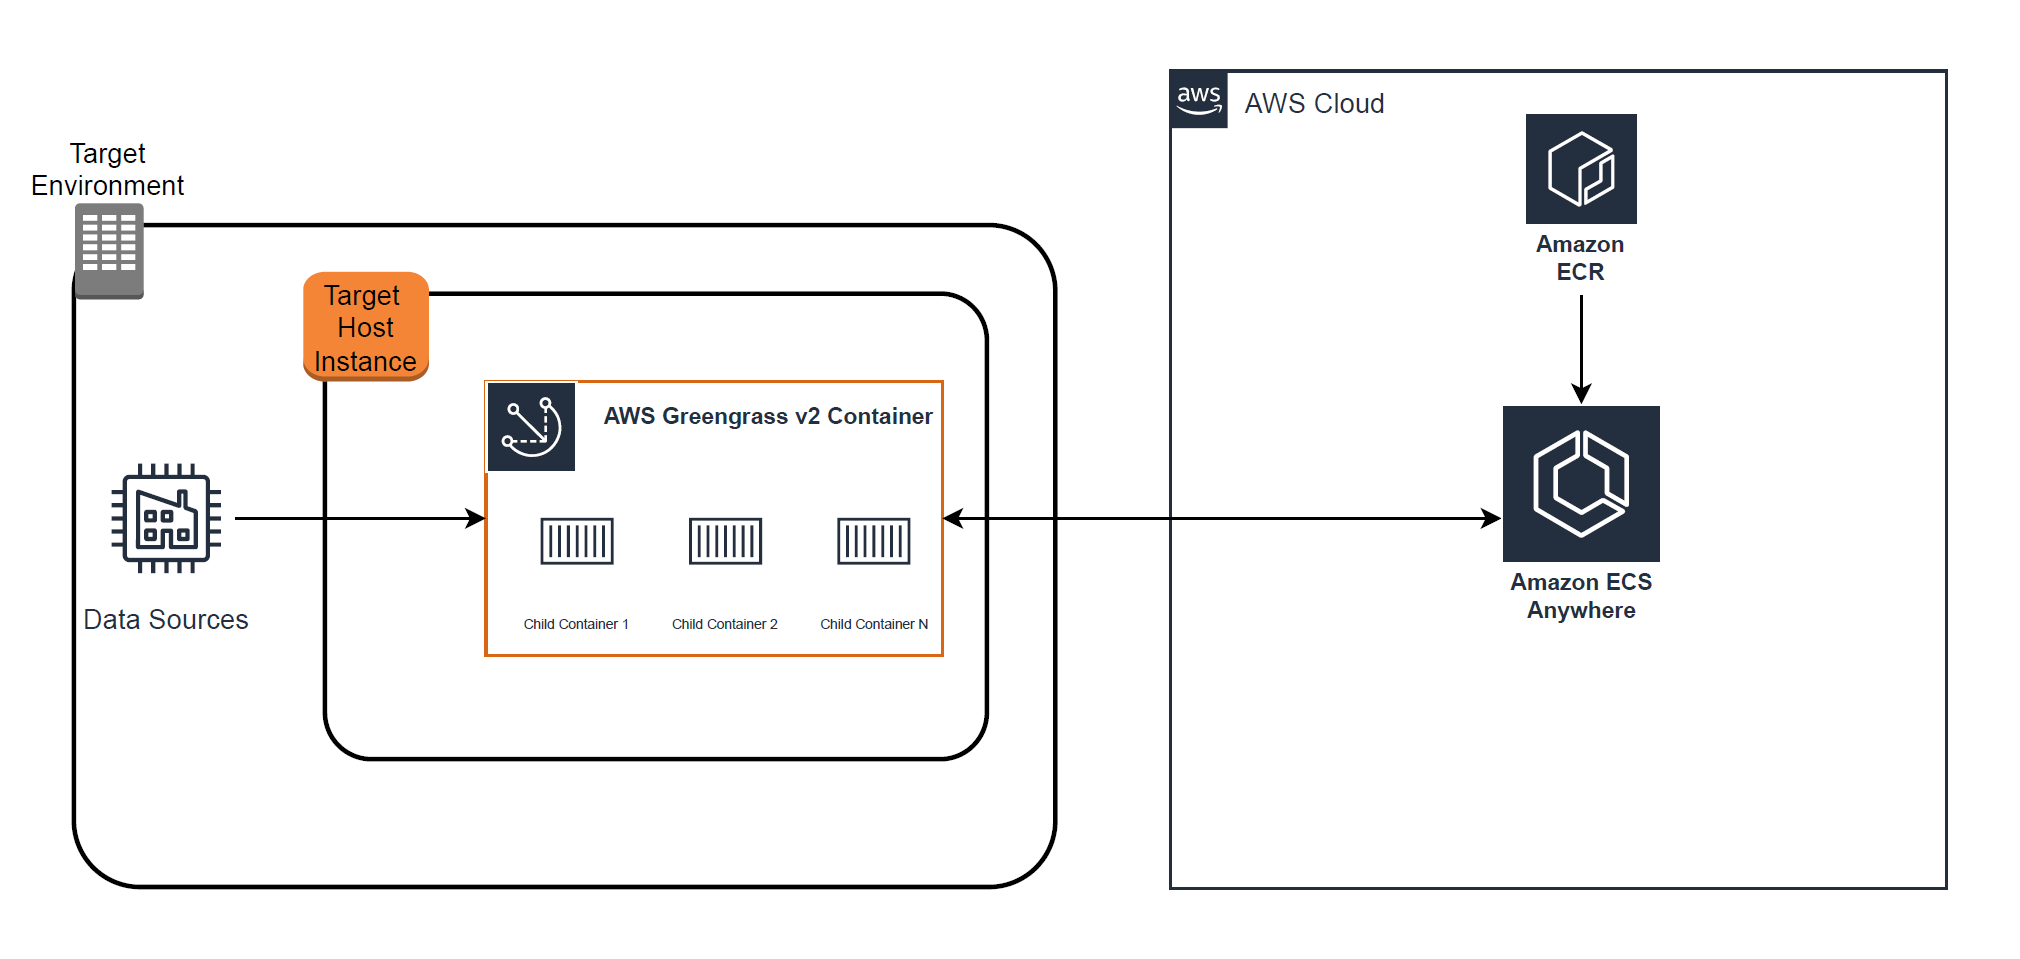 Target
Environment
Target
Host
Instance
AWS Greengrass v2 Container
Child Container 1
Child Container 2
Child Container N
Data Sources
aws
AWS Cloud
Amazon
ECR
Amazon ECS
Anywhere